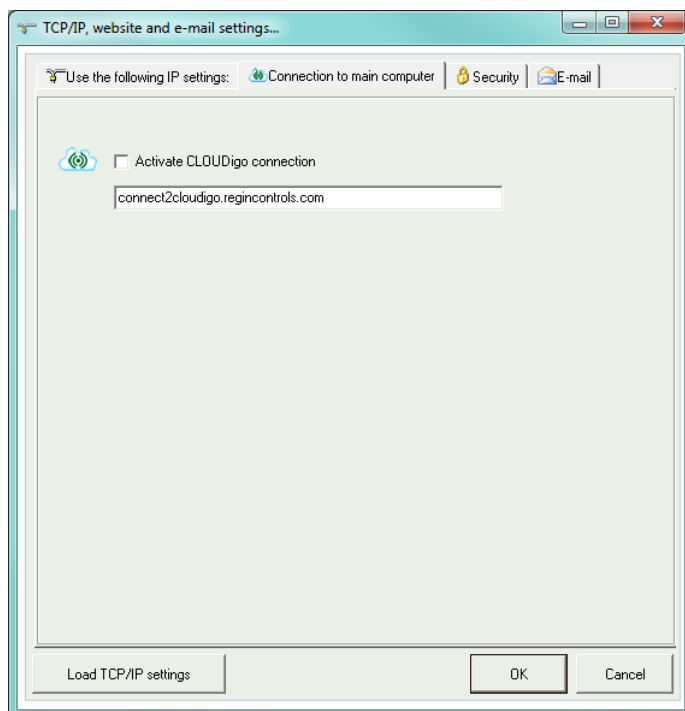 TCP/IP, website and e-mail settings...
Use the following IP settings:
Connection to main computer
Security
E-mail
Activate CLOUDigo connection
connect2cloudigo.regincontrols.com
Load TCP/IP settings
OK
Cancel